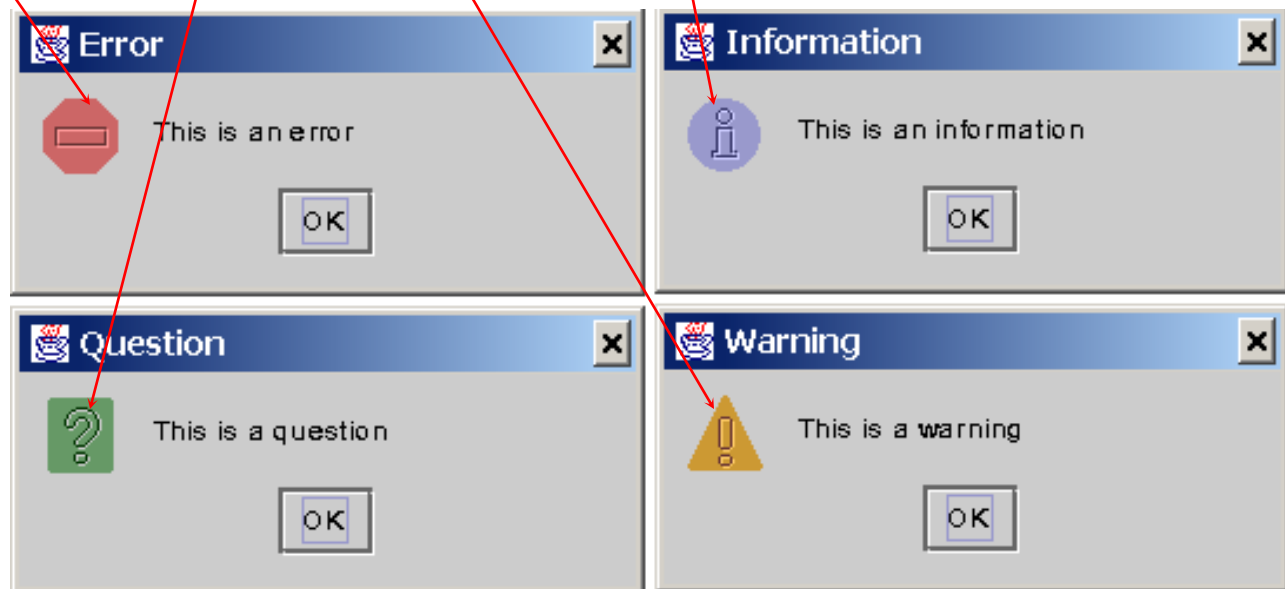 Error
This is an error
OK
Information
This is an information
OK
Question
This is a question
OK
Warning
This is a warning
OK